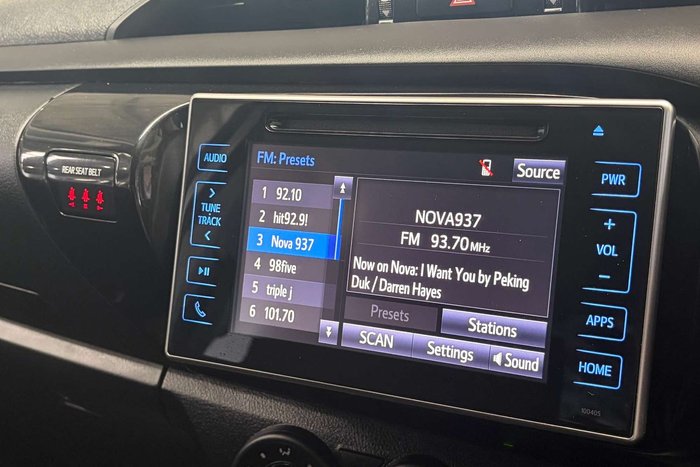 REAR SEAT BELT
AUDIO
TUNE
TRACK
FM: Presets
Source
1 92.10
2 hit92.9!
3 Nova 937
4 98five
5 triple j
6 101.70
NOVA937
FM 93.70 MHz
Now on Nova: I Want You by Peking
Duk / Darren Hayes
Presets
Stations
SCAN
Settings
Sound
PWR
+
VOL
-
APPS
HOME
100405